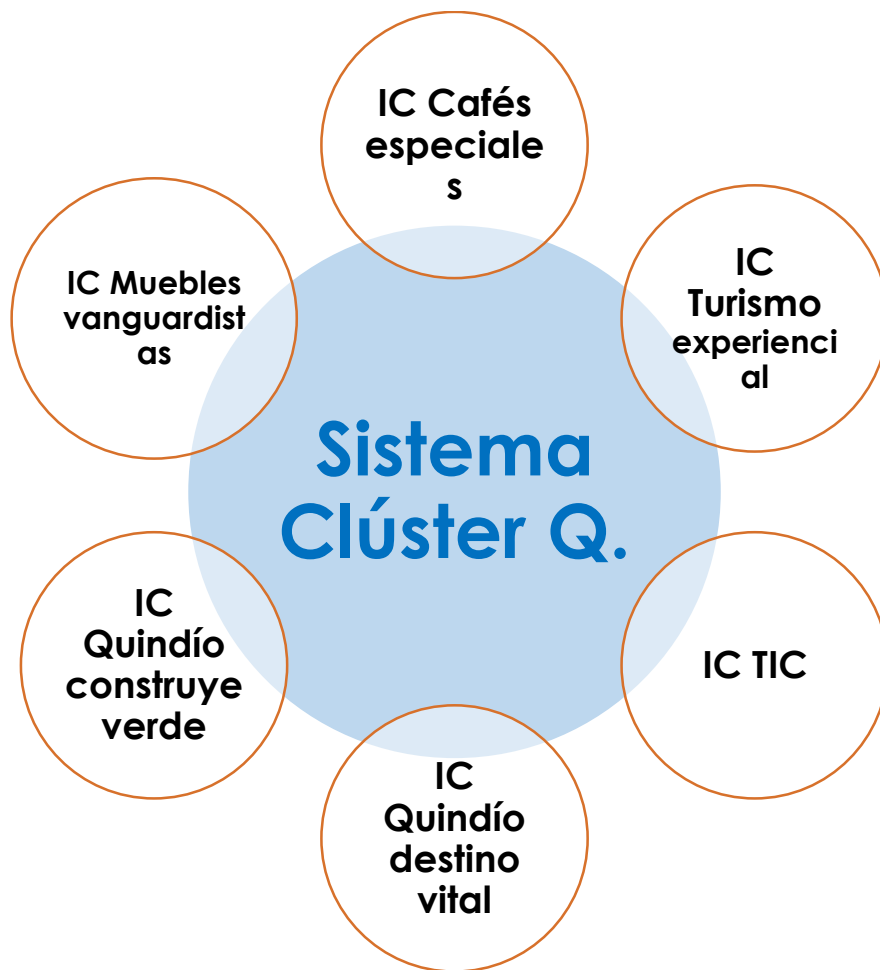 IC Cafés
especiale
s
IC Muebles
vanguardist
as
IC
Turismo
experienci
al
Sistema
Clúster Q.
IC
Quindío
construye
verde
IC TIC
IC
Quindío
destino
vital